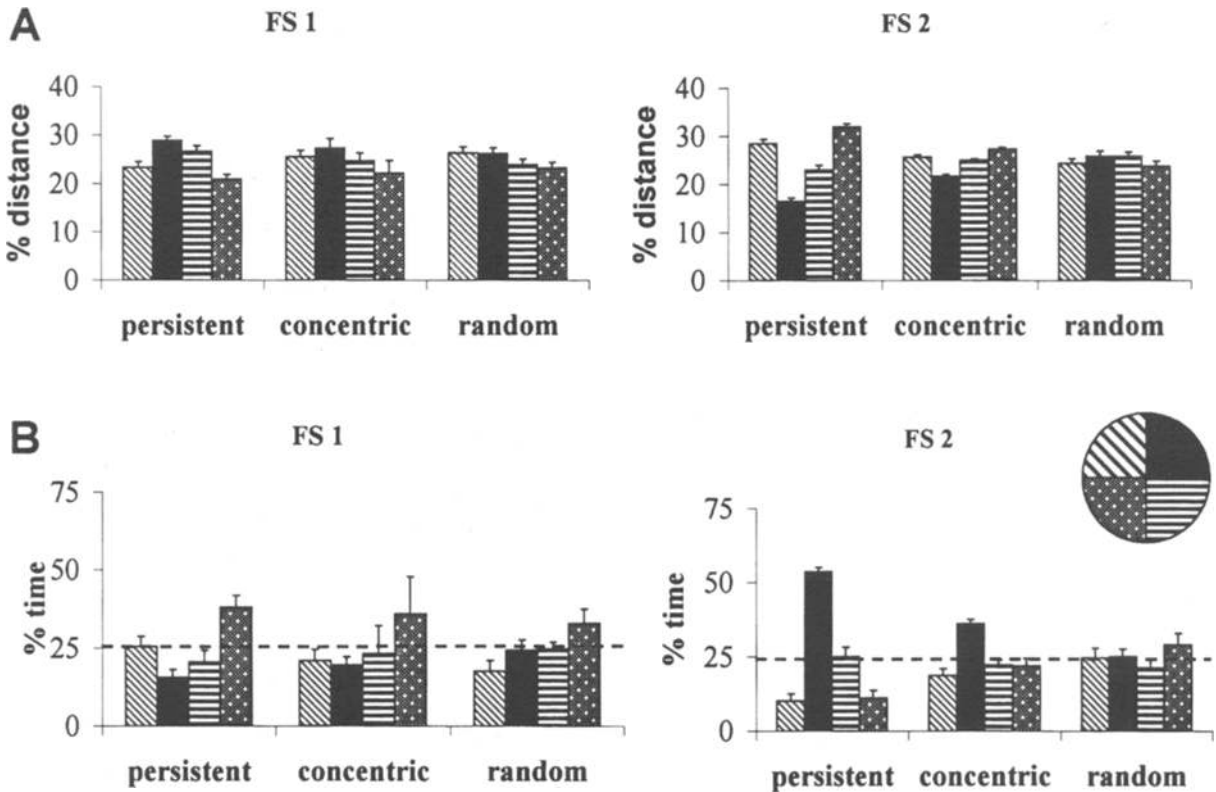 A
FS 1
FS 2
% distance
40
30
20
10
0
persistent concentric random
% distance
40
30
20
10
0
persistent concentric random
B
FS 1
FS 2
% time
75
50
25
0
persistent concentric random
% time
75
50
25
0
persistent concentric random